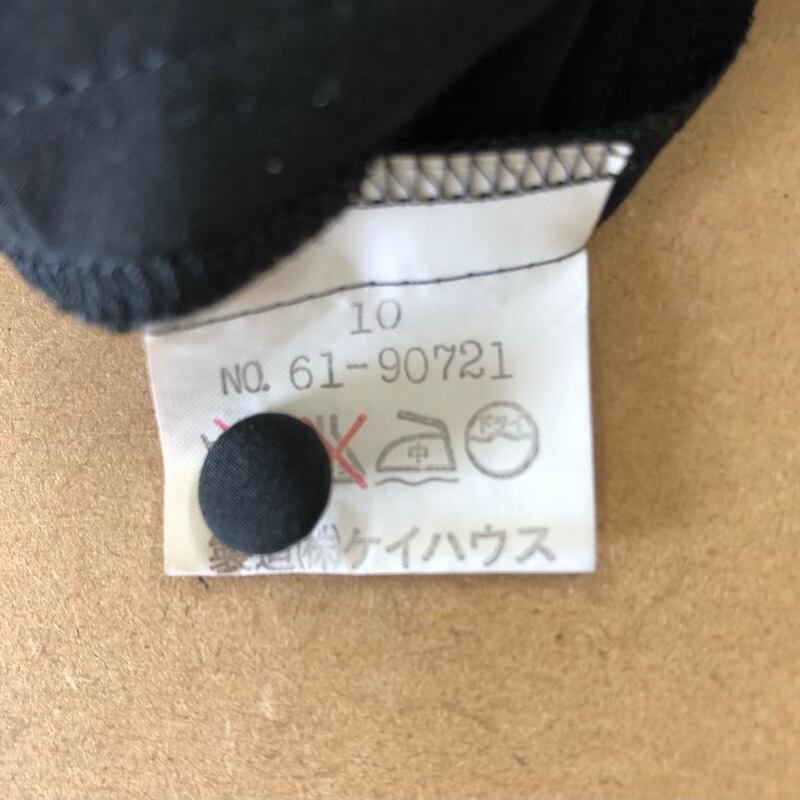 10
NO. 61-90721
中 ドライ
製造(株)ケイハウス